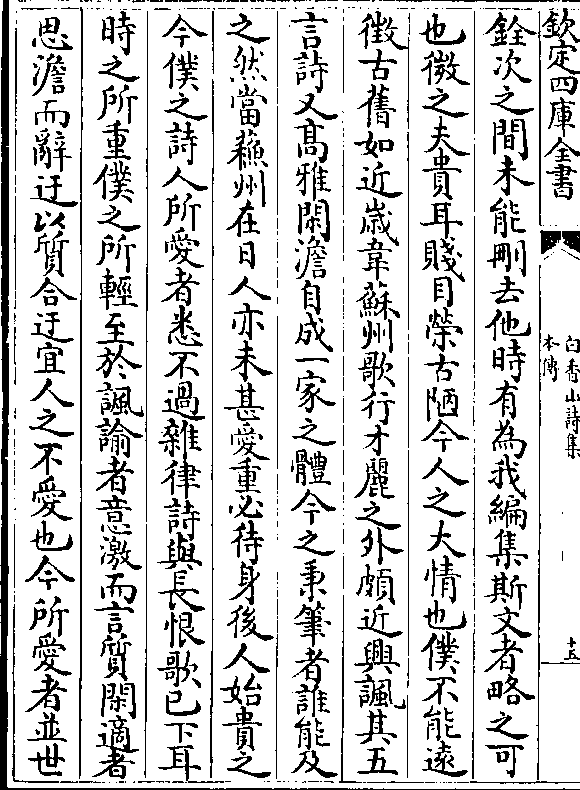 欽定四庫全書
白香山詩集
本傳
十五
銓次之間未能刪去他時有為我編集斯文者略之可
也微之夫貴耳賤目榮古陋今人之大情也僕不能遠
徴古舊如近嵗韋蘇州歌行才麗之外頗近興諷其五
言詩又髙雅閑澹自成一家之體今之秉筆者誰能及
之然當蘇州在日人亦未甚愛重必待身後人始貴之
今僕之詩人所愛者悉不過雜律詩與長恨歌已下耳
時之所重僕之所輕至於諷諭者意激而言質閑適者
思澹而辭迂以質合迂宜人之不愛也今所愛者並世